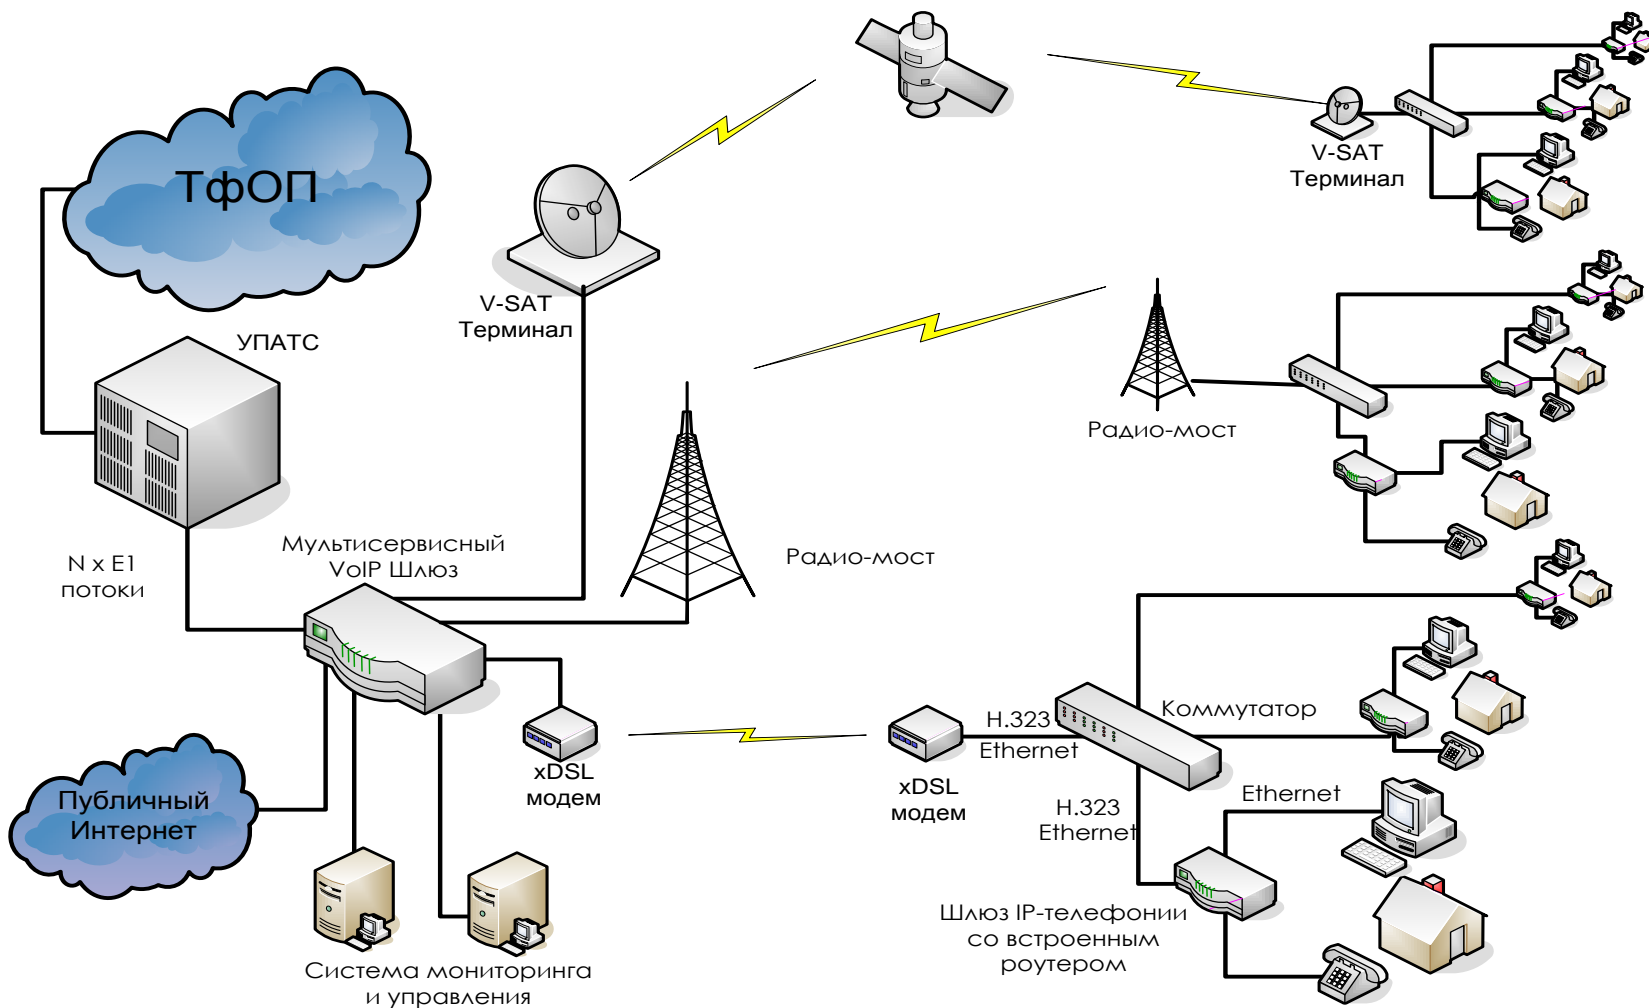 ТфОП
V-SAT
Терминал
V-SAT
Терминал
УПАТС
Радио-мост
Радио-мост
N x E1
потоки
Мультисервисный
VoIP Шлюз
xDSL
модем
xDSL
модем
H.323
Ethernet
Коммутатор
H.323
Ethernet
Ethernet
Публичный
Интернет
Шлюз IP-телефонии
со встроенным
роутером
Система мониторинга
и управления